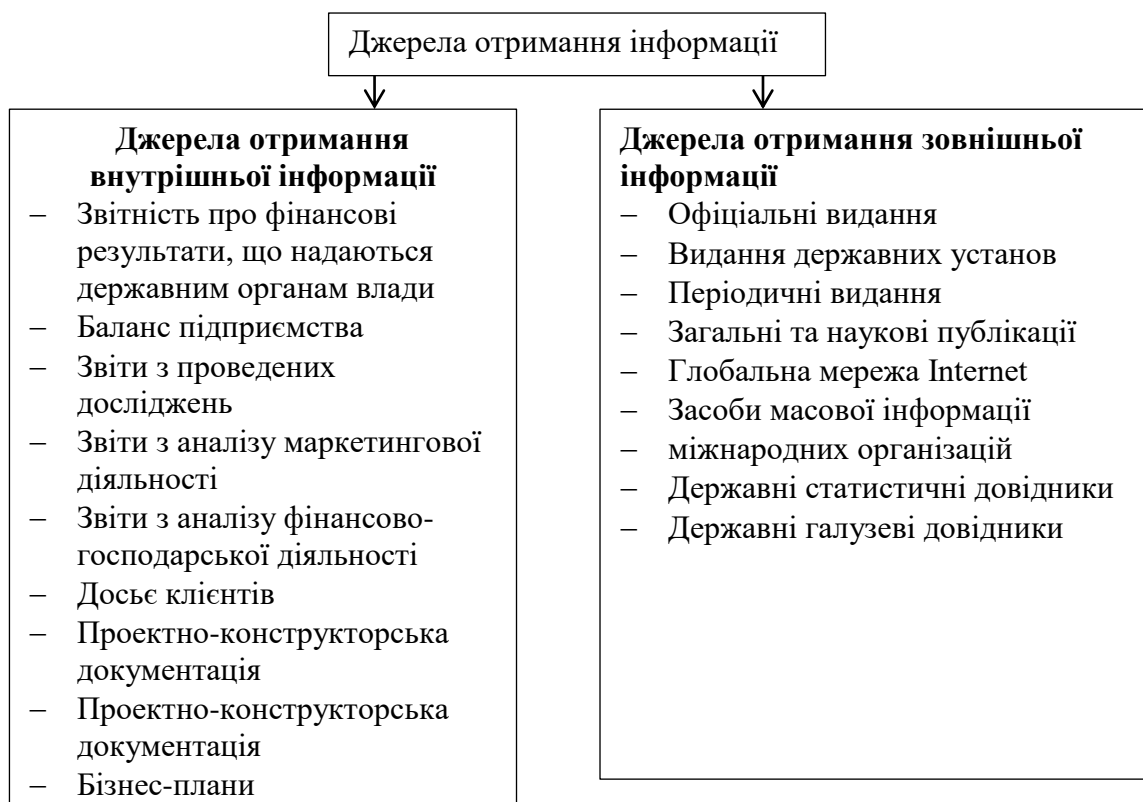 Джерела отримання інформації
Джерела отримання
внутрішньої інформації
– Звітність про фінансові
результати, що надаються
державним органам влади
– Баланс підприємства
– Звіти з проведених
досліджень
– Звіти з аналізу маркетингової
діяльності
– Звіти з аналізу фінансово-
господарської діяльності
– Досьє клієнтів
– Проектно-конструкторська
документація
– Проектно-конструкторська
документація
– Бізнес-плани
Джерела отримання зовнішньої
інформації
– Офіціальні видання
– Видання державних установ
– Періодичні видання
– Загальні та наукові публікації
– Глобальна мережа Internet
– Засоби масової інформації
– міжнародних організацій
– Державні статистичні довідники
– Державні галузеві довідники